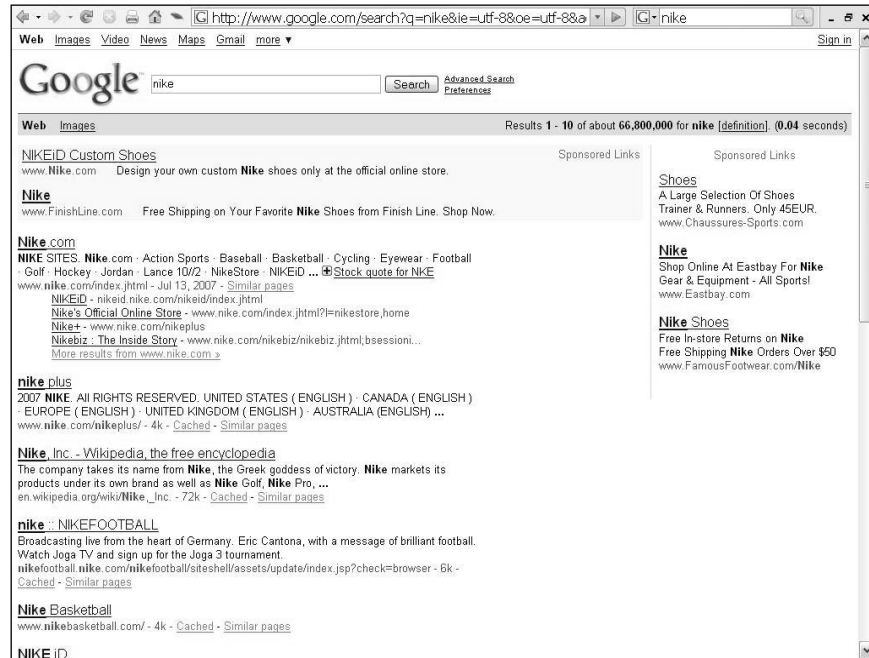 http://www.google.com/search?q=nike&ie=utf-8&oe=utf-8&a
nike
Web Images Video News Maps Gmail more ▼
Sign in
Google
nike
Search
Advanced Search
Preferences
Web Images
Results 1 - 10 of about 66,800,000 for nike [definition]. (0.04 seconds)
NIKEiD Custom Shoes
Sponsored Links
www.Nike.com Design your own custom Nike shoes only at the official online store.
Nike
www.FinishLine.com Free Shipping on Your Favorite Nike Shoes from Finish Line. Shop Now.
Nike.com
NIKE SITES. Nike.com · Action Sports · Baseball · Basketball · Cycling · Eyewear · Football
· Golf · Hockey · Jordan · Lance 10//2 · NikeStore · NIKEiD ... Stock quote for NKE
www.nike.com/index.jhtml - Jul 13, 2007 - Similar pages
NIKEiD - nikeid.nike.com/nikeid/index.jhtml
Nike's Official Online Store - www.nike.com/index.jhtml?l=nikestore,home
Nike+ - www.nike.com/nikeplus
Nikebiz : The Inside Story - www.nike.com/nikebiz/nikebiz.jhtml;bsessioni...
More results from www.nike.com »
nike plus
2007 NIKE. All RIGHTS RESERVED. UNITED STATES ( ENGLISH ) · CANADA ( ENGLISH )
· EUROPE ( ENGLISH ) · UNITED KINGDOM ( ENGLISH ) · AUSTRALIA (ENGLISH) ...
www.nike.com/nikeplus/ - 4k - Cached - Similar pages
Nike, Inc. - Wikipedia, the free encyclopedia
The company takes its name from Nike, the Greek goddess of victory. Nike markets its
products under its own brand as well as Nike Golf, Nike Pro, ...
en.wikipedia.org/wiki/Nike,_Inc. - 72k - Cached - Similar pages
nike :: NIKEFOOTBALL
Broadcasting live from the heart of Germany. Eric Cantona, with a message of brilliant football.
Watch Joga TV and sign up for the Joga 3 tournament.
nikefootball.nike.com/nikefootball/siteshell/assets/update/index.jsp?check=browser - 6k -
Cached - Similar pages
Nike Basketball
www.nikebasketball.com/ - 4k - Cached - Similar pages
NIKE iD
Sponsored Links
Shoes
A Large Selection Of Shoes
Trainer & Runners. Only 45EUR.
www.Chaussures-Sports.com
Nike
Shop Online At Eastbay For Nike
Gear & Equipment - All Sports!
www.Eastbay.com
Nike Shoes
Free In-store Returns on Nike
Free Shipping Nike Orders Over $50
www.FamousFootwear.com/Nike